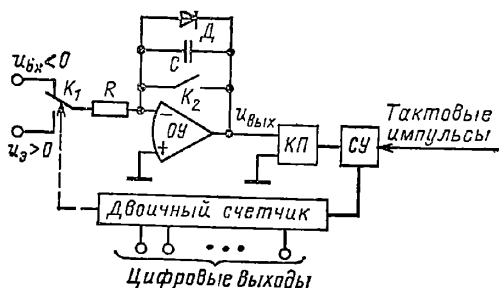 Д
u_вх<0
C
K_1
R
K_2
−
ОУ
+
u_вых
u_э>0
КП
СУ
Тактовые
импульсы
Двоичный счетчик
Цифровые выходы